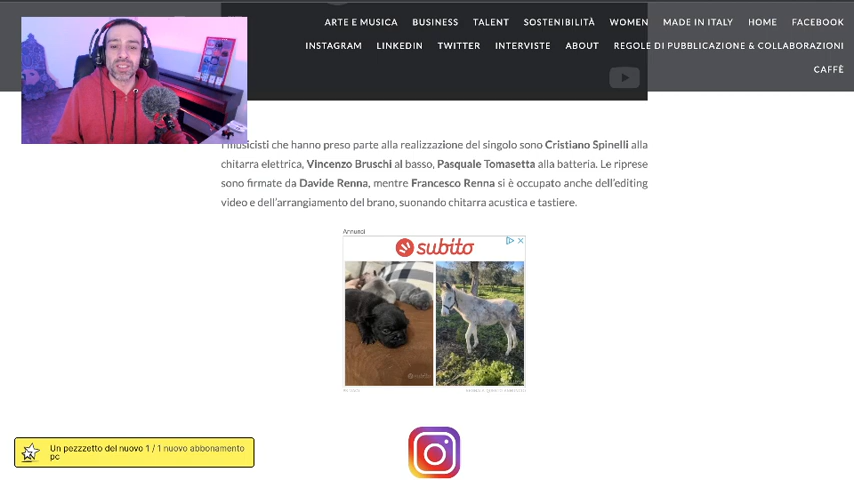 ARTE E MUSICA BUSINESS TALENT SOSTENIBILITÀ WOMEN MADE IN ITALY HOME FACEBOOK
INSTAGRAM LINKEDIN TWITTER INTERVISTE ABOUT REGOLE DI PUBBLICAZIONE & COLLABORAZIONI
CAFFÈ
I musicisti che hanno preso parte alla realizzazione del singolo sono Cristiano Spinelli alla
chitarra elettrica, Vincenzo Bruschi al basso, Pasquale Tomasetta alla batteria. Le riprese
sono firmate da Davide Renna, mentre Francesco Renna si è occupato anche dell'editing
video e dell'arrangiamento del brano, suonando chitarra acustica e tastiere.
Annunci
subito
Un pezzzetto del nuovo 1 / 1 nuovo abbonamento
pc